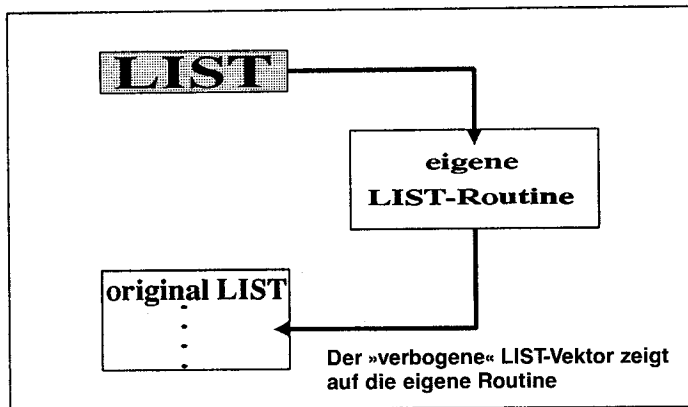 LIST
eigene
LIST-Routine
original LIST
Der »verbogene« LIST-Vektor zeigt
auf die eigene Routine